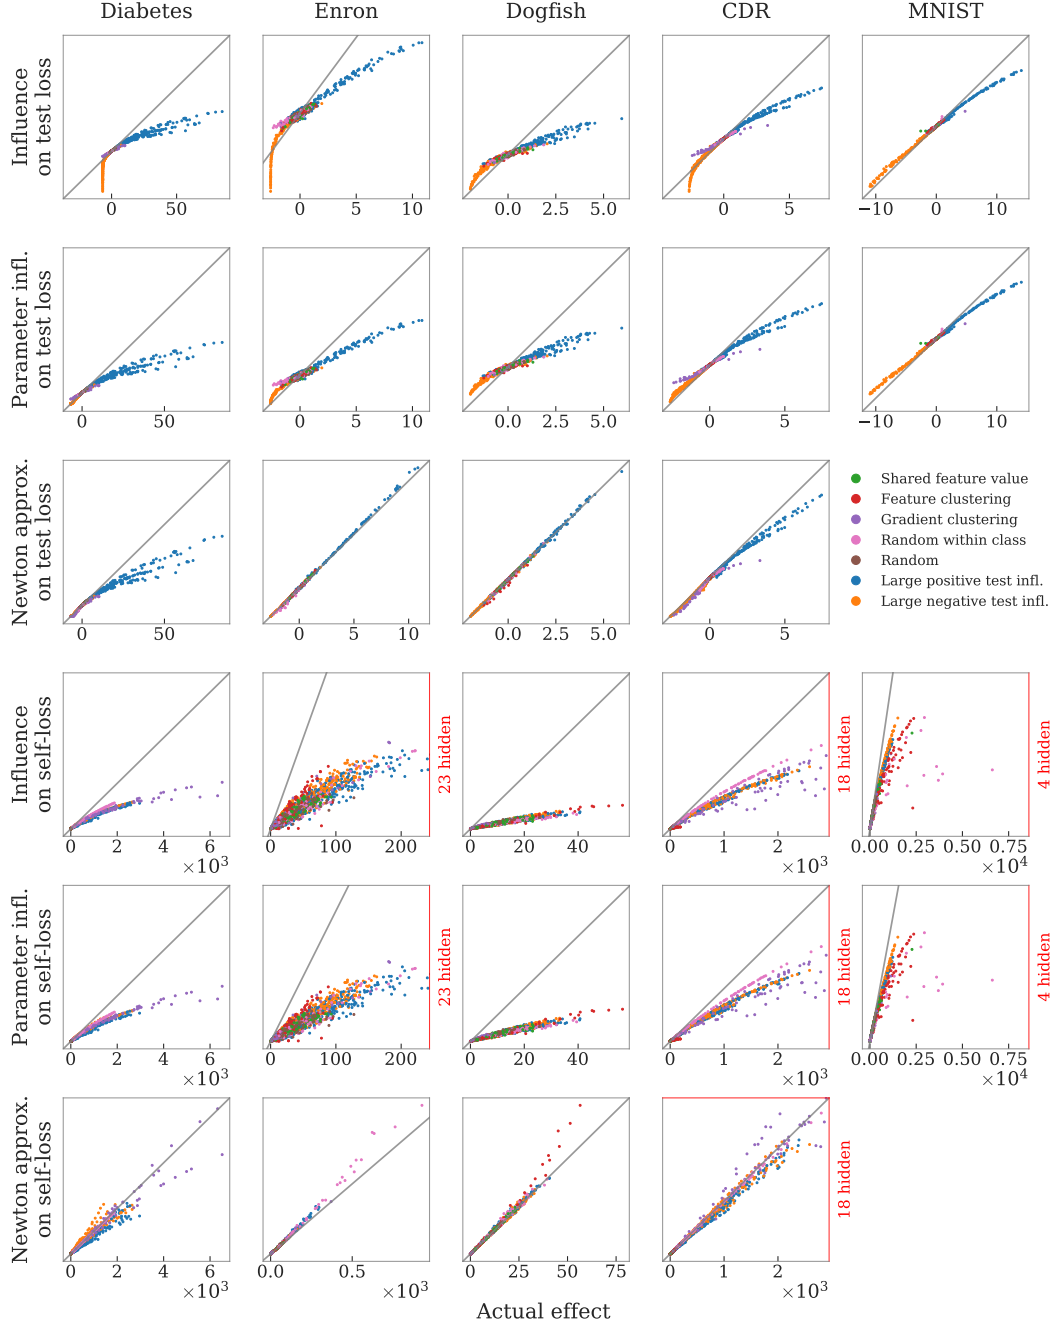 Diabetes Enron Dogfish CDR MNIST
Influence
on test loss
0 50
0 5 10
0.0 2.5 5.0
0 5
−10 0 10
Parameter infl.
on test loss
0 50
0 5 10
0.0 2.5 5.0
0 5
−10 0 10
Newton approx.
on test loss
0 50
0 5 10
0.0 2.5 5.0
0 5
Shared feature value
Feature clustering
Gradient clustering
Random within class
Random
Large positive test infl.
Large negative test infl.
Influence
on self-loss
0 2 4 6
×10³
0 100 200
23 hidden
0 20 40
0 1 2
×10³
18 hidden
0.00 0.25 0.50 0.75
×10⁴
4 hidden
Parameter infl.
on self-loss
0 2 4 6
×10³
0 100 200
23 hidden
0 20 40
0 1 2
×10³
18 hidden
0.00 0.25 0.50 0.75
×10⁴
4 hidden
Newton approx.
on self-loss
0 2 4 6
×10³
0.0 0.5
×10³
0 25 50 75
0 1 2
×10³
18 hidden
Actual effect